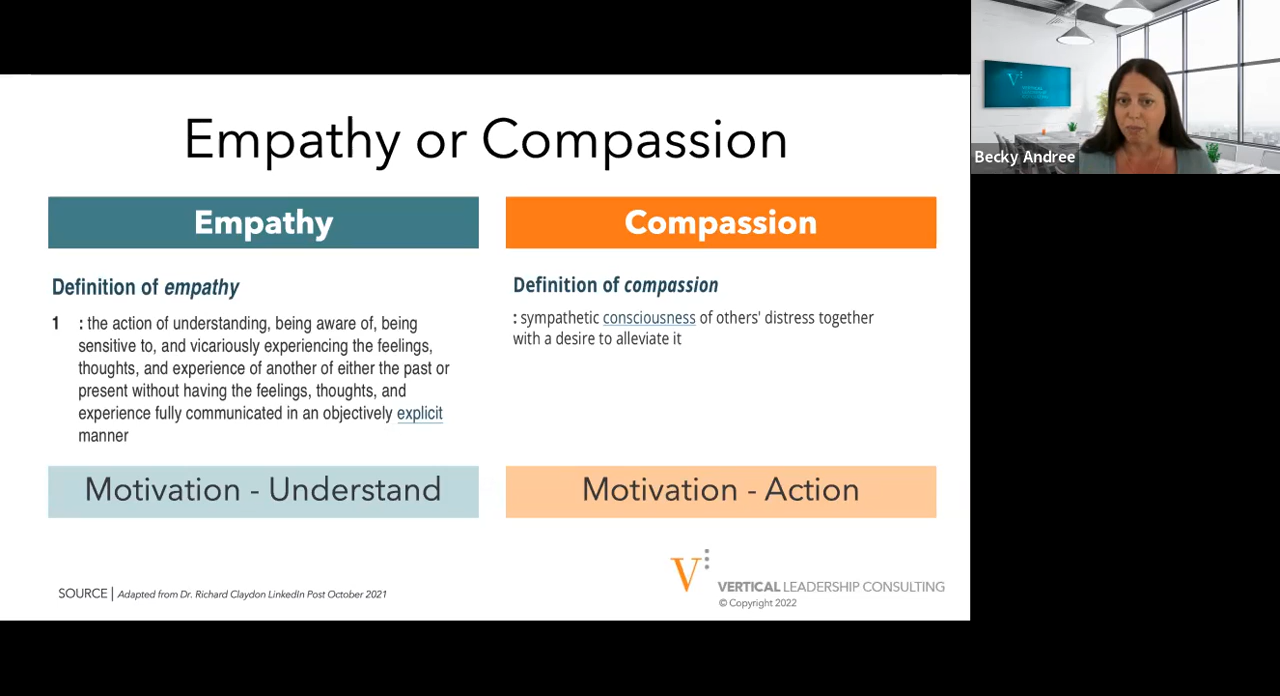 Empathy or Compassion
Empathy
Definition of empathy
1 : the action of understanding, being aware of, being
sensitive to, and vicariously experiencing the feelings,
thoughts, and experience of another of either the past or
present without having the feelings, thoughts, and
experience fully communicated in an objectively explicit
manner
Motivation - Understand
Compassion
Definition of compassion
: sympathetic consciousness of others' distress together
with a desire to alleviate it
Motivation - Action
SOURCE | Adapted from Dr. Richard Claydon LinkedIn Post October 2021
V
VERTICAL LEADERSHIP CONSULTING
© Copyright 2022
V
Becky Andree